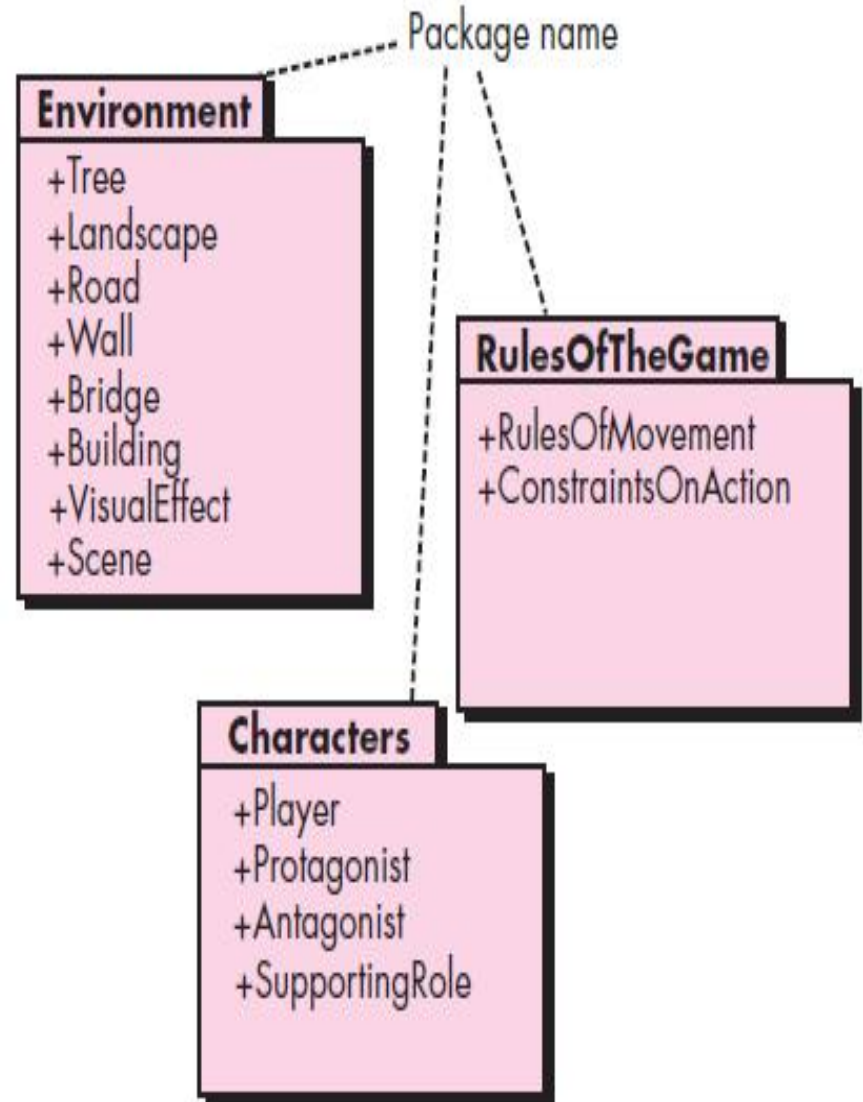 Package name
Environment
+Tree
+Landscape
+Road
+Wall
+Bridge
+Building
+VisualEffect
+Scene
RulesOfTheGame
+RulesOfMovement
+ConstraintsOnAction
Characters
+Player
+Protagonist
+Antagonist
+SupportingRole